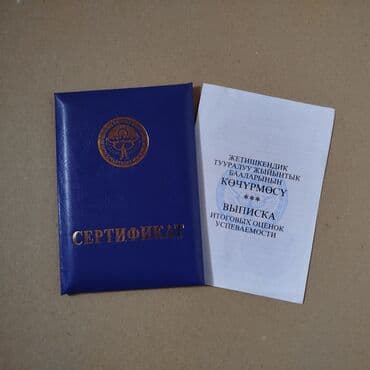 СЕРТИФИКАТ
ЖЕТИШКЕНДИК
ТУУРАЛУУ ЖЫЙЫНТЫК
БААЛАРЫНЫН
КӨЧҮРМӨСҮ
***
ВЫПИСКА
ИТОГОВЫХ ОЦЕНОК
УСПЕВАЕМОСТИ